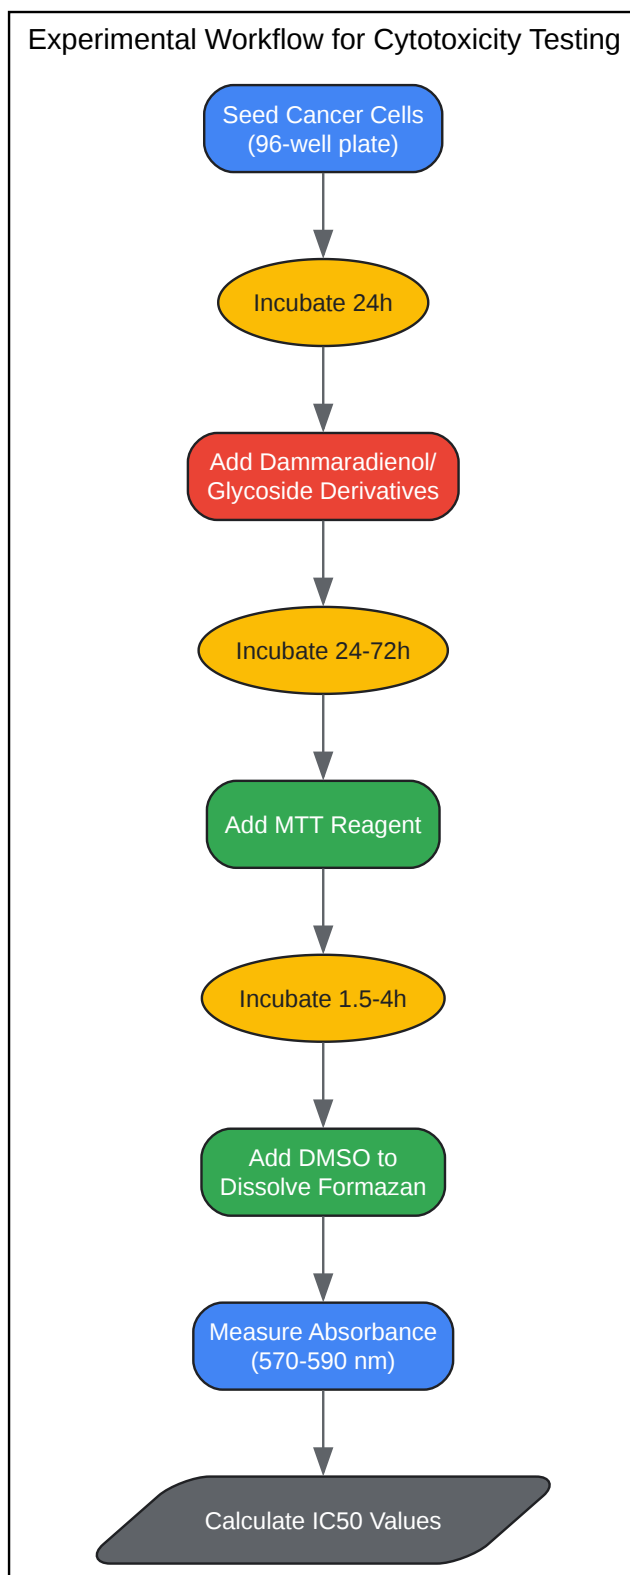 Experimental Workflow for Cytotoxicity Testing
Seed Cancer Cells
(96-well plate)
Incubate 24h
Add Dammaradienol/
Glycoside Derivatives
Incubate 24-72h
Add MTT Reagent
Incubate 1.5-4h
Add DMSO to
Dissolve Formazan
Measure Absorbance
(570-590 nm)
Calculate IC50 Values